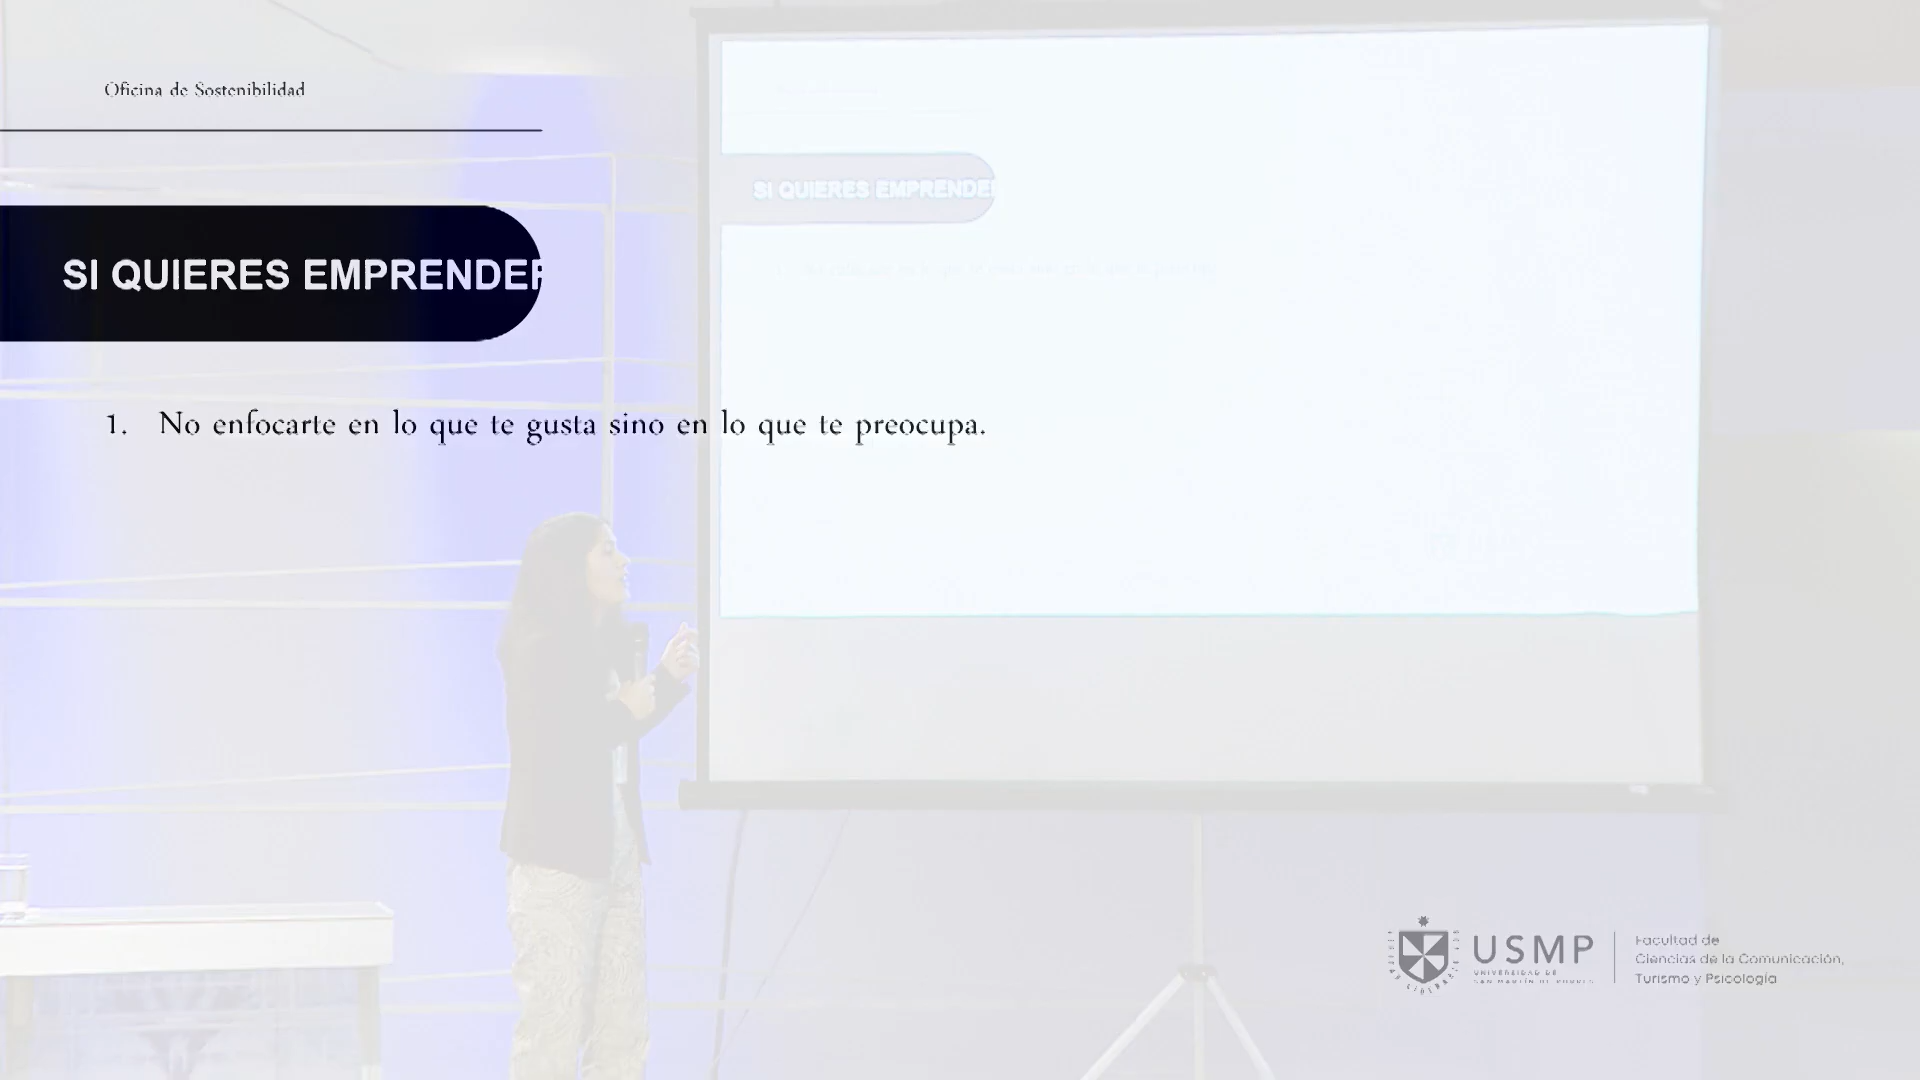 Oficina de Sostenibilidad
SI QUIERES EMPRENDER
SI QUIERES EMPRENDER
1. No enfocarte en lo que te gusta sino en lo que te preocupa.
USMP
UNIVERSIDAD DE
SAN MARTÍN DE PORRES
Facultad de
Ciencias de la Comunicación,
Turismo y Psicología